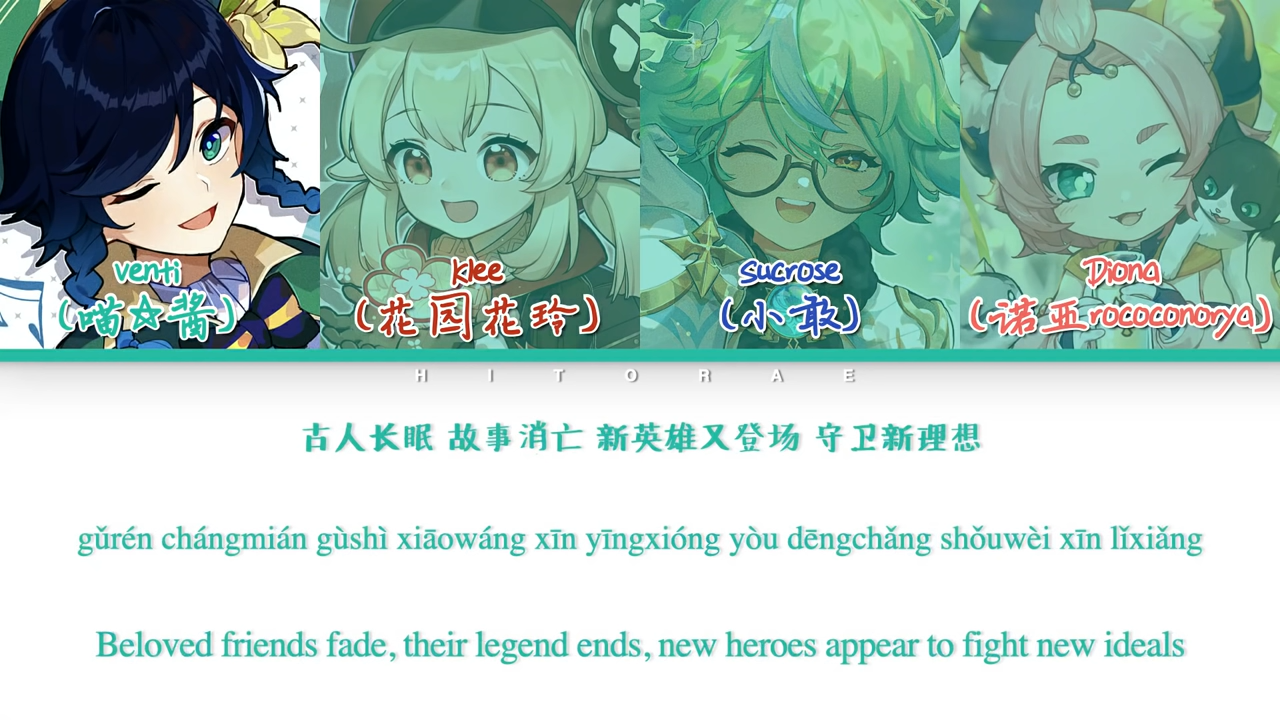 venti
(喵☆酱)
klee
(花园花玲)
sucrose
(小敢)
Diona
(诺亚rococonorya)
HITORAE
古人长眠 故事消亡 新英雄又登场 守卫新理想
gǔrén chángmián gùshì xiāowáng xīn yīngxióng yòu dēngchǎng shǒuwèi xīn lǐxiǎng
Beloved friends fade, their legend ends, new heroes appear to fight new ideals